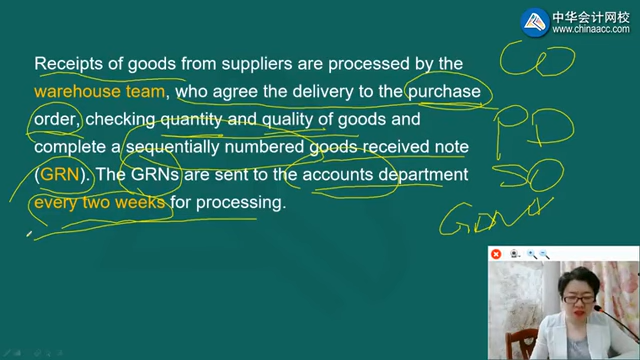 中华会计网校
www.chinaacc.com
Receipts of goods from suppliers are processed by the
warehouse team, who agree the delivery to the purchase
order, checking quantity and quality of goods and
complete a sequentially numbered goods received note
(GRN). The GRNs are sent to the accounts department
every two weeks for processing.
PD
SO
GRN